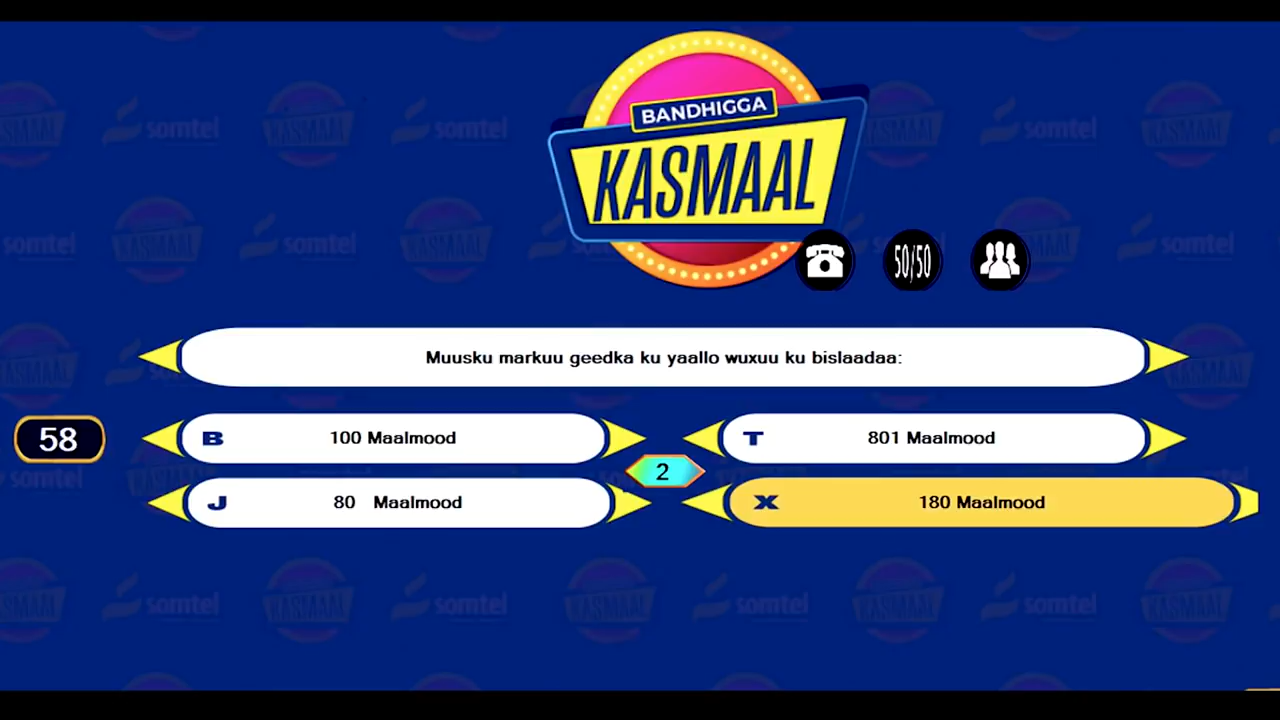 BANDHIGGA
KASMAAL
50/50
Muusku markuu geedka ku yaallo wuxuu ku bislaadaa:
58
B 100 Maalmood
T 801 Maalmood
2
J 80 Maalmood
X 180 Maalmood
somtel